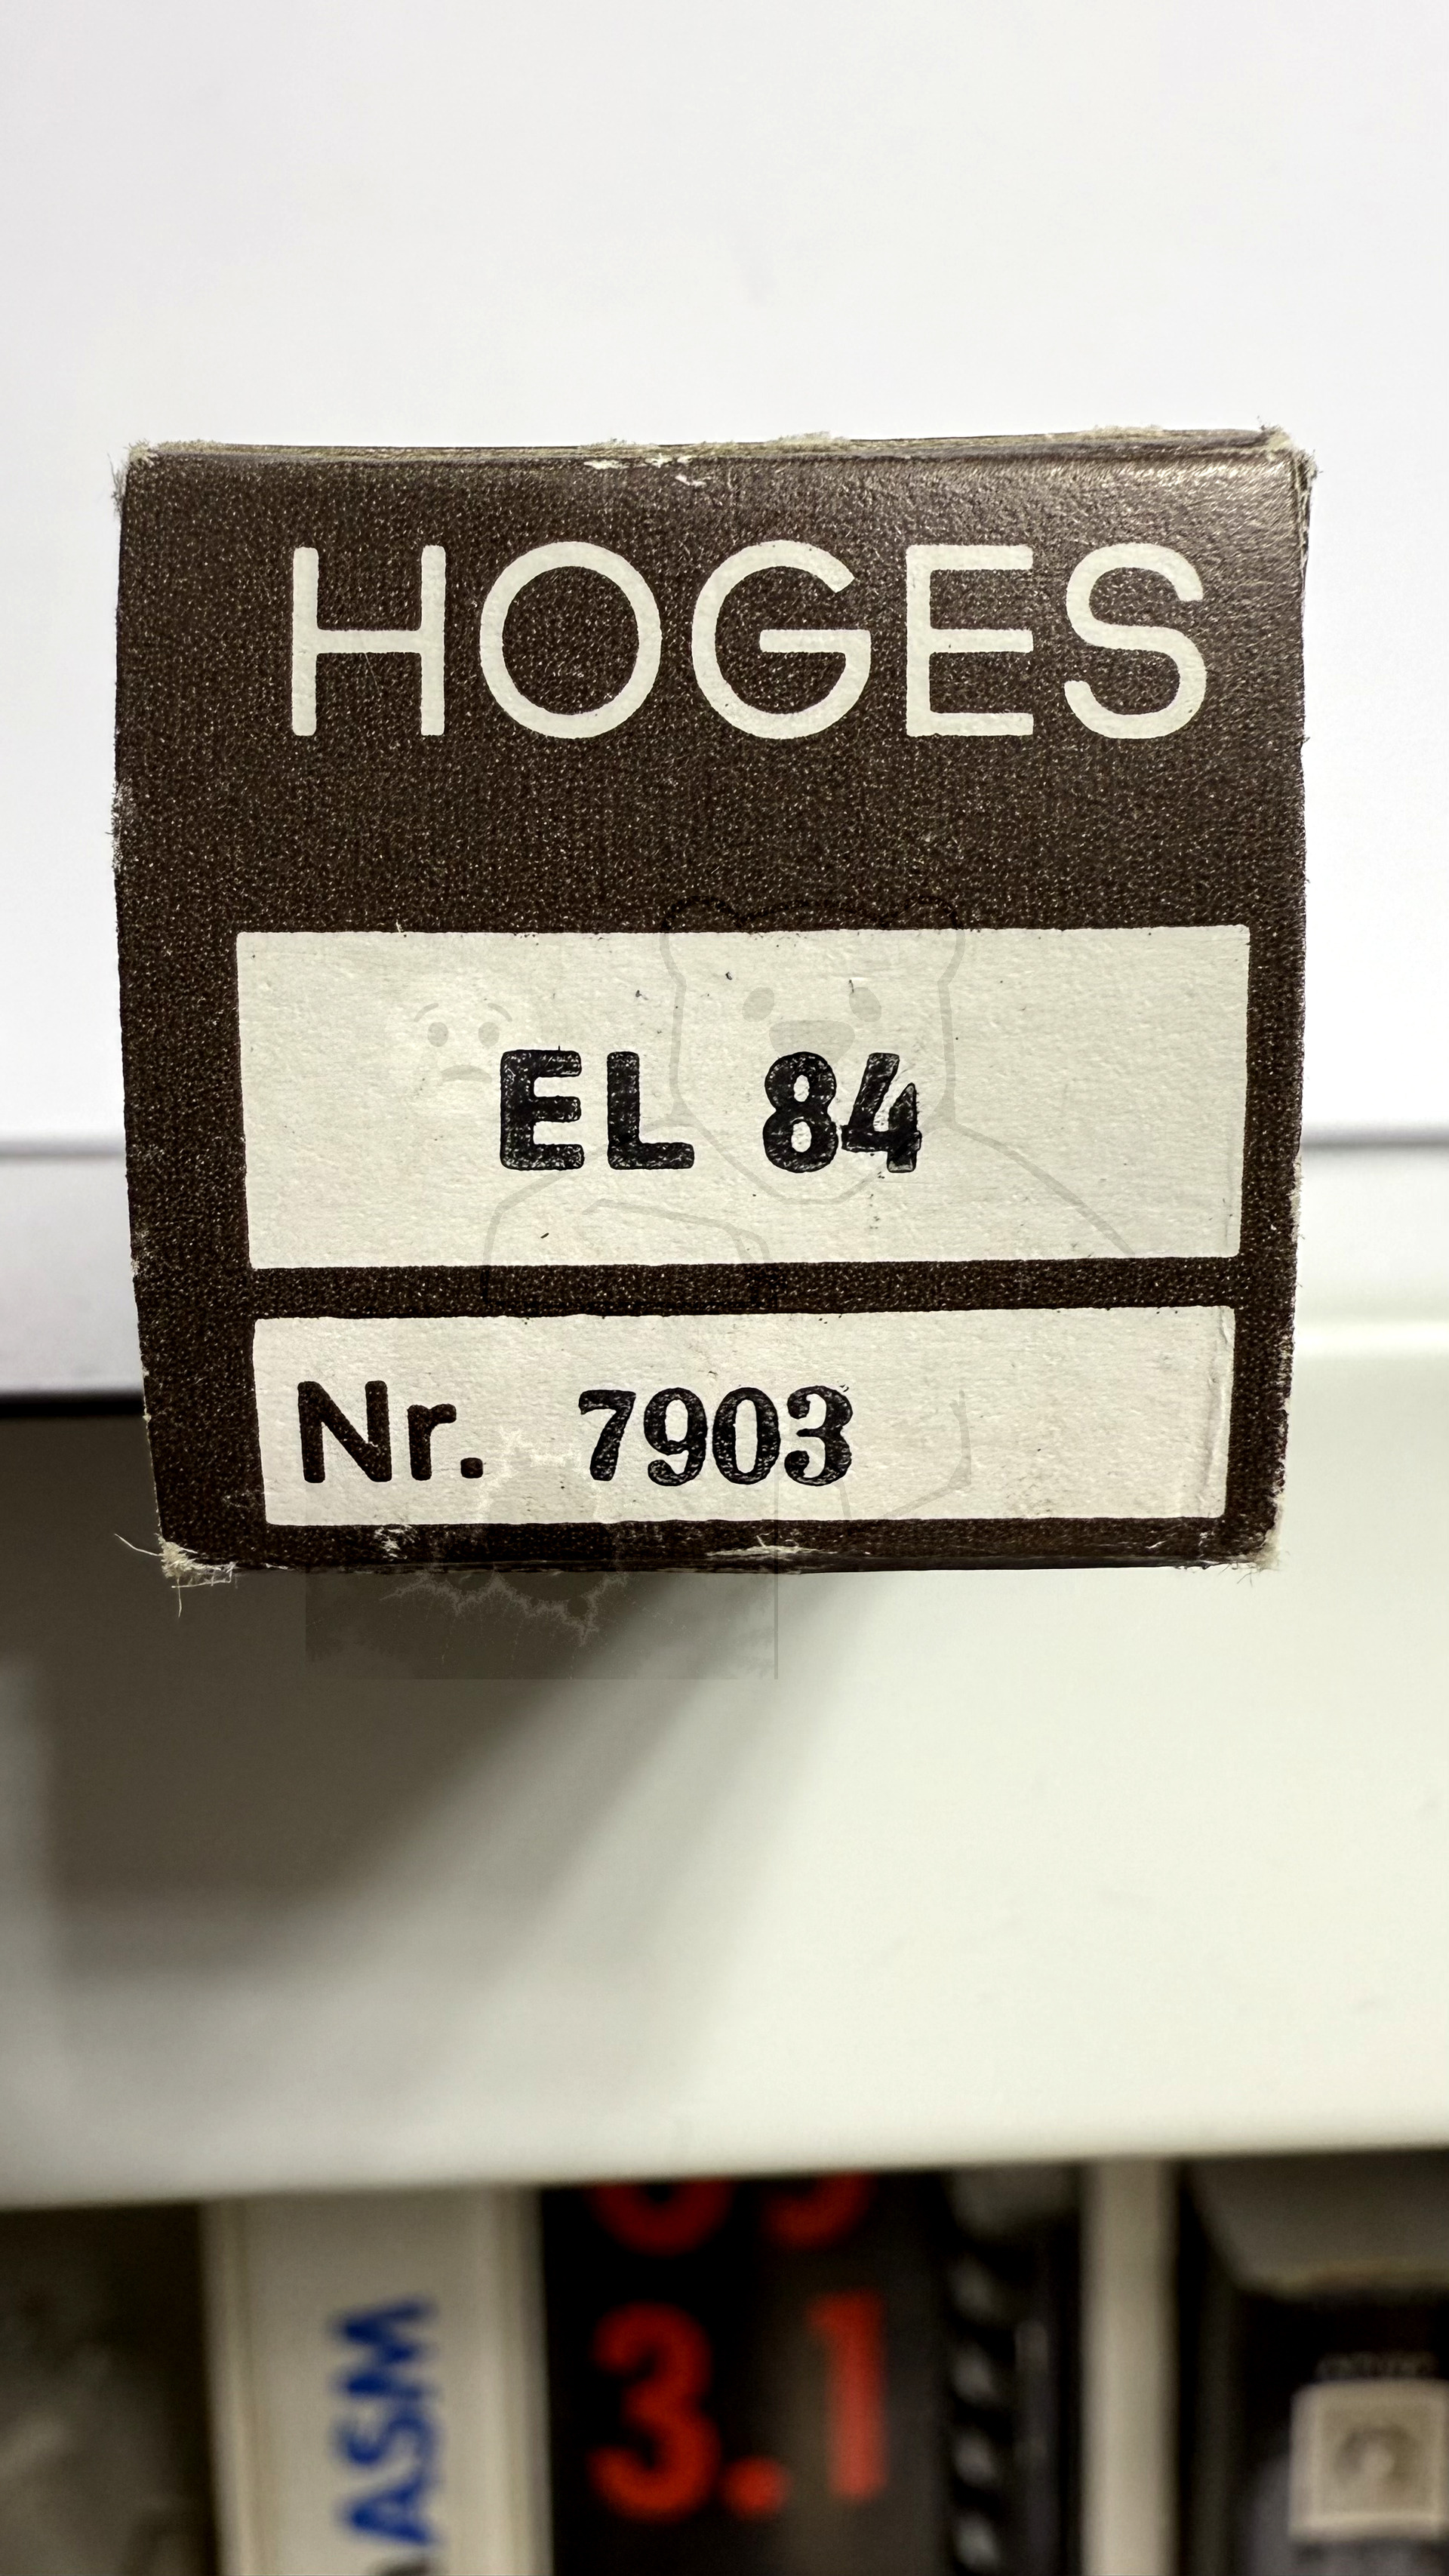 HOGES
EL 84
Nr. 7903
ASM
3.1